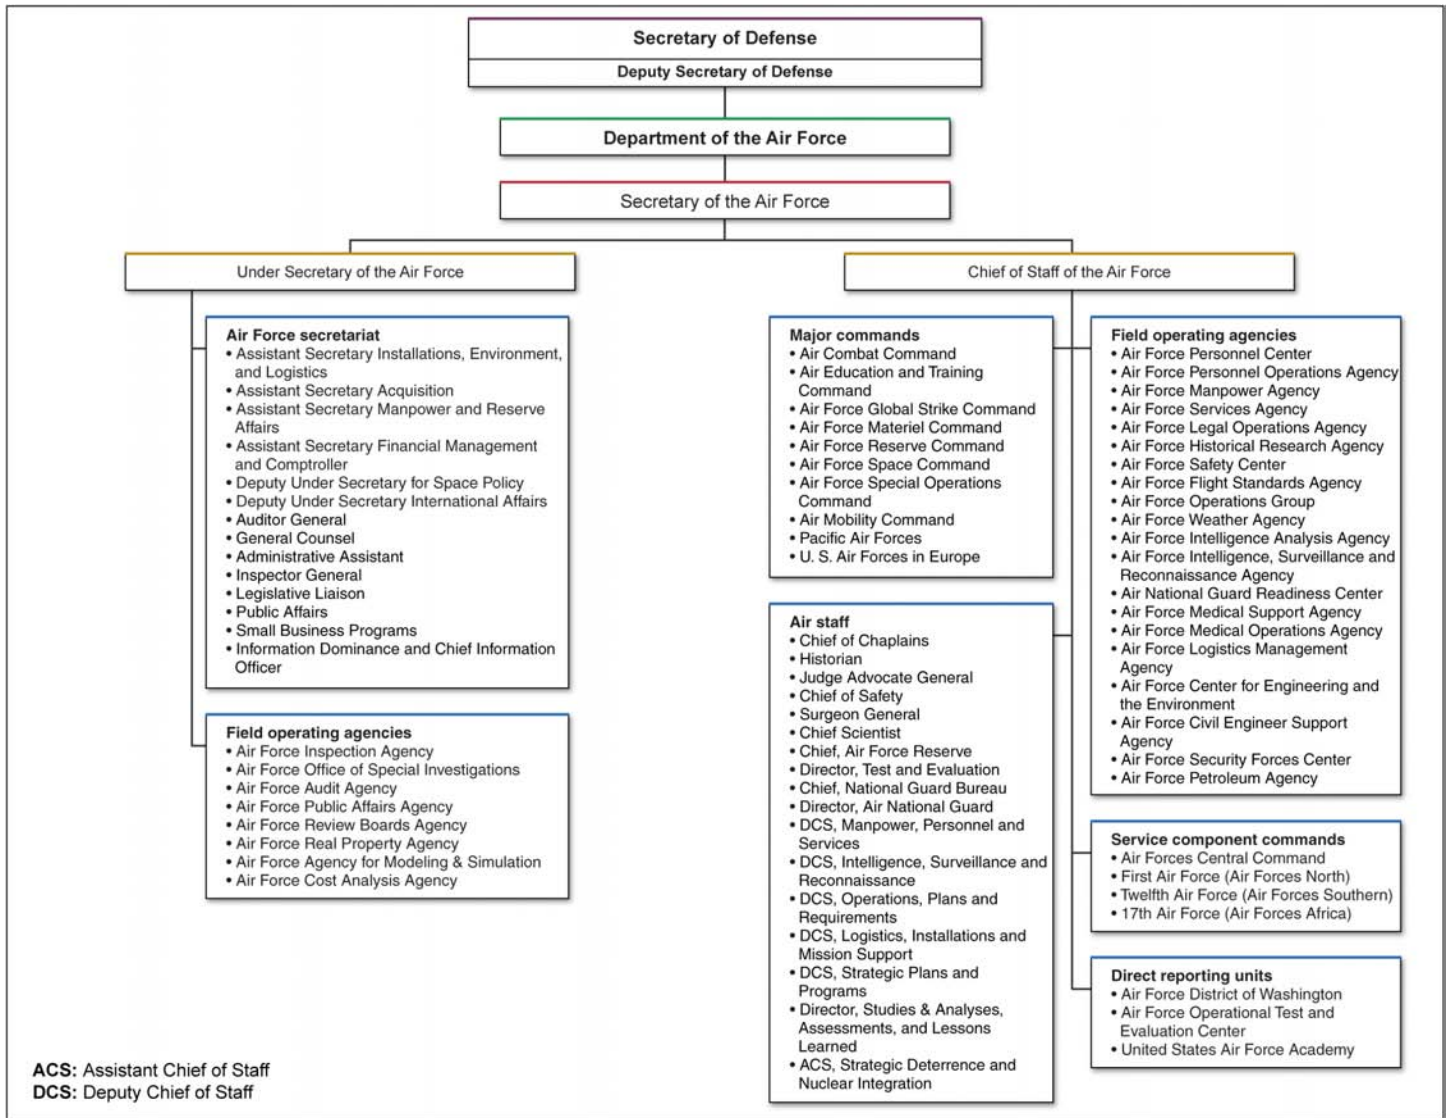 Secretary of Defense
Deputy Secretary of Defense
Department of the Air Force
Secretary of the Air Force
Under Secretary of the Air Force
Chief of Staff of the Air Force
Air Force secretariat
• Assistant Secretary Installations, Environment,
and Logistics
• Assistant Secretary Acquisition
• Assistant Secretary Manpower and Reserve
Affairs
• Assistant Secretary Financial Management
and Comptroller
• Deputy Under Secretary for Space Policy
• Deputy Under Secretary International Affairs
• Auditor General
• General Counsel
• Administrative Assistant
• Inspector General
• Legislative Liaison
• Public Affairs
• Small Business Programs
• Information Dominance and Chief Information
Officer
Field operating agencies
• Air Force Inspection Agency
• Air Force Office of Special Investigations
• Air Force Audit Agency
• Air Force Public Affairs Agency
• Air Force Review Boards Agency
• Air Force Real Property Agency
• Air Force Agency for Modeling & Simulation
• Air Force Cost Analysis Agency
Major commands
• Air Combat Command
• Air Education and Training
Command
• Air Force Global Strike Command
• Air Force Materiel Command
• Air Force Reserve Command
• Air Force Space Command
• Air Force Special Operations
Command
• Air Mobility Command
• Pacific Air Forces
• U. S. Air Forces in Europe
Air staff
• Chief of Chaplains
• Historian
• Judge Advocate General
• Chief of Safety
• Surgeon General
• Chief Scientist
• Chief, Air Force Reserve
• Director, Test and Evaluation
• Chief, National Guard Bureau
• Director, Air National Guard
• DCS, Manpower, Personnel and
Services
• DCS, Intelligence, Surveillance and
Reconnaissance
• DCS, Operations, Plans and
Requirements
• DCS, Logistics, Installations and
Mission Support
• DCS, Strategic Plans and
Programs
• Director, Studies & Analyses,
Assessments, and Lessons
Learned
• ACS, Strategic Deterrence and
Nuclear Integration
Field operating agencies
• Air Force Personnel Center
• Air Force Personnel Operations Agency
• Air Force Manpower Agency
• Air Force Services Agency
• Air Force Legal Operations Agency
• Air Force Historical Research Agency
• Air Force Safety Center
• Air Force Flight Standards Agency
• Air Force Operations Group
• Air Force Weather Agency
• Air Force Intelligence Analysis Agency
• Air Force Intelligence, Surveillance and
Reconnaissance Agency
• Air National Guard Readiness Center
• Air Force Medical Support Agency
• Air Force Medical Operations Agency
• Air Force Logistics Management
Agency
• Air Force Center for Engineering and
the Environment
• Air Force Civil Engineer Support
Agency
• Air Force Security Forces Center
• Air Force Petroleum Agency
Service component commands
• Air Forces Central Command
• First Air Force (Air Forces North)
• Twelfth Air Force (Air Forces Southern)
• 17th Air Force (Air Forces Africa)
Direct reporting units
• Air Force District of Washington
• Air Force Operational Test and
Evaluation Center
• United States Air Force Academy
ACS: Assistant Chief of Staff
DCS: Deputy Chief of Staff